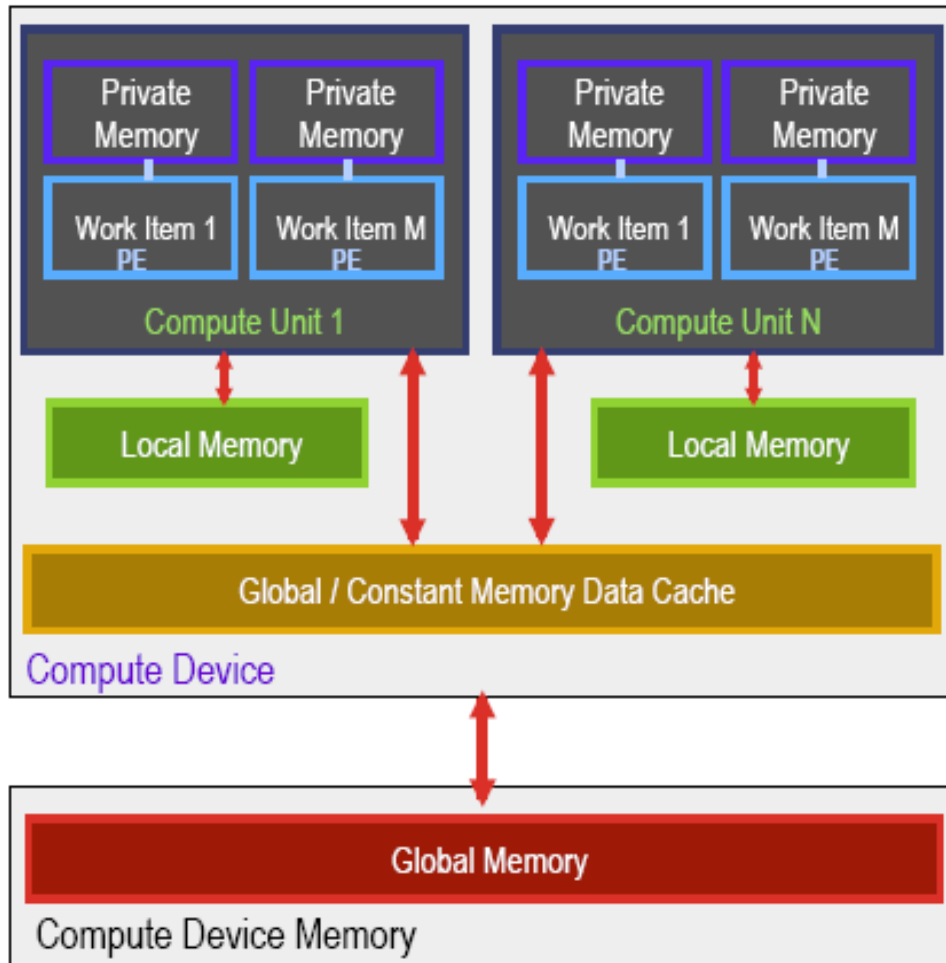 Private
Memory
Private
Memory
Private
Memory
Private
Memory
Work Item 1
PE
Work Item M
PE
Work Item 1
PE
Work Item M
PE
Compute Unit 1
Compute Unit N
Local Memory
Local Memory
Global / Constant Memory Data Cache
Compute Device
Global Memory
Compute Device Memory